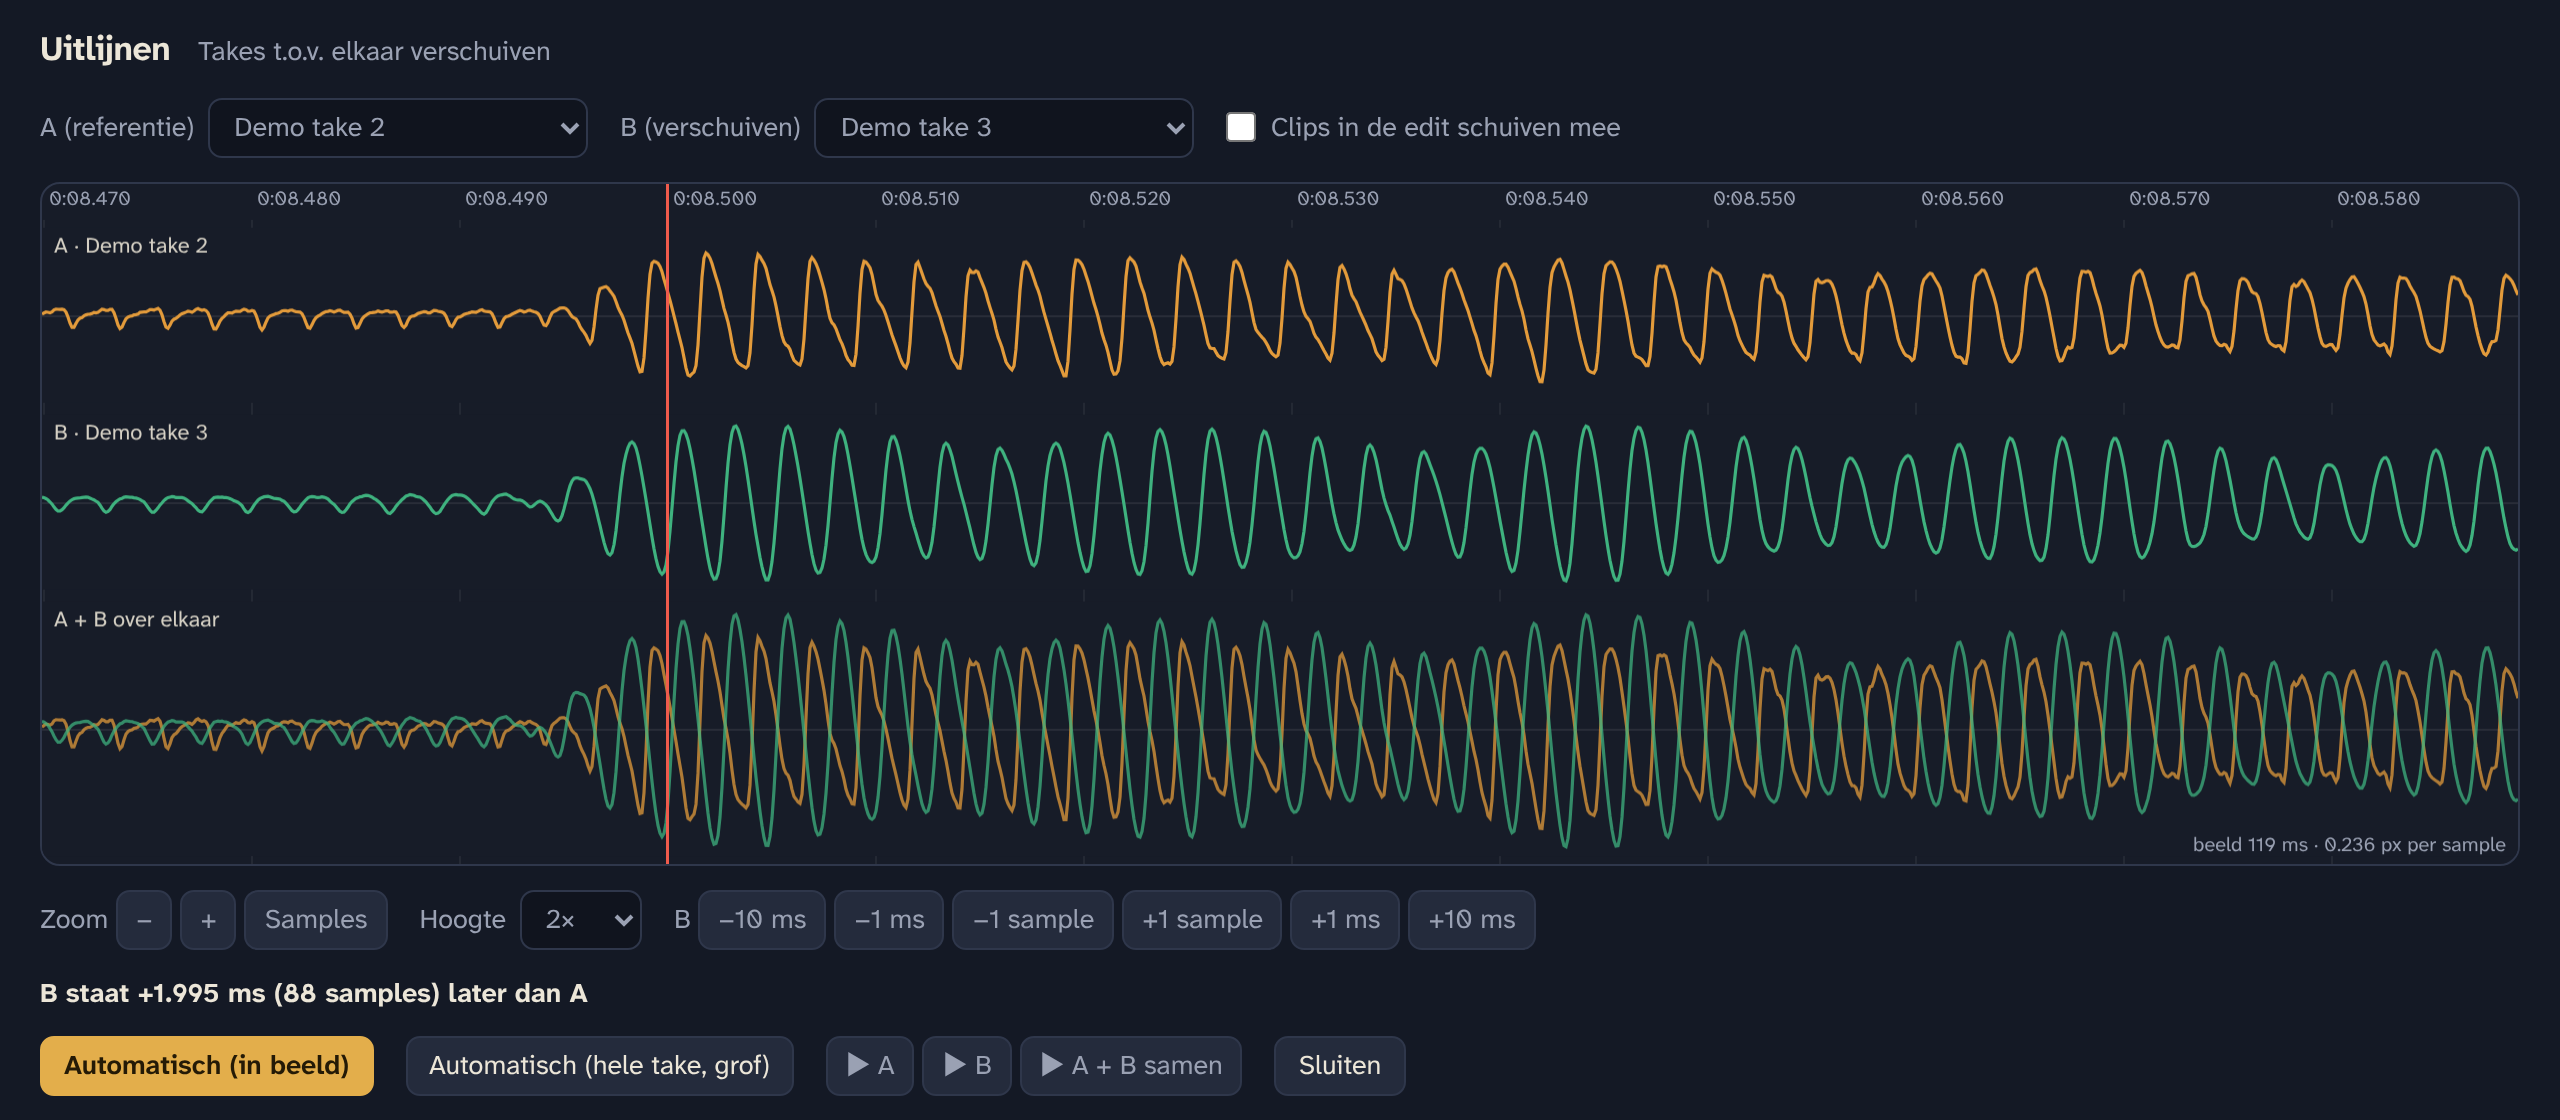 Uitlijnen Takes t.o.v. elkaar verschuiven
A (referentie) Demo take 2 B (verschuiven) Demo take 3 Clips in de edit schuiven mee
0:08.470 0:08.480 0:08.490 0:08.500 0:08.510 0:08.520 0:08.530 0:08.540 0:08.550 0:08.560 0:08.570 0:08.580
A · Demo take 2
B · Demo take 3
A + B over elkaar
beeld 119 ms · 0.236 px per sample
Zoom − + Samples Hoogte 2× B −10 ms −1 ms −1 sample +1 sample +1 ms +10 ms
B staat +1.995 ms (88 samples) later dan A
Automatisch (in beeld) Automatisch (hele take, grof) ▶ A ▶ B ▶ A + B samen Sluiten